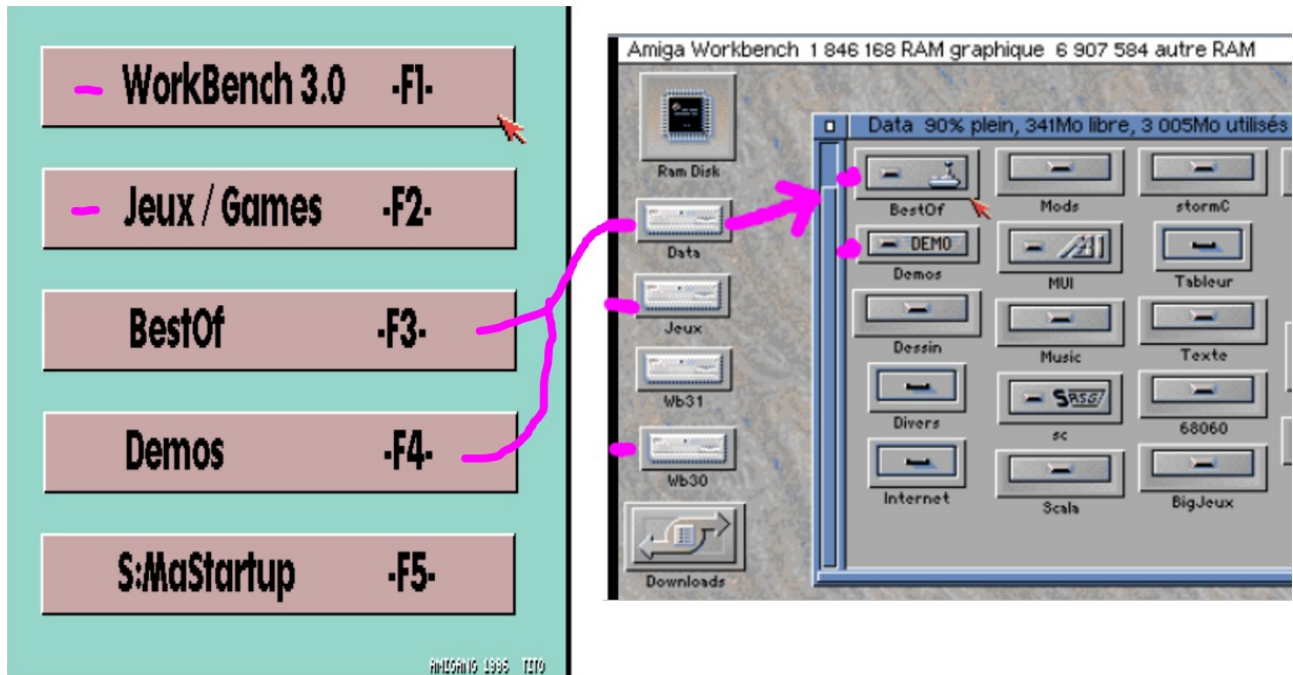 WorkBench 3.0 -F1-
Jeux / Games -F2-
BestOf -F3-
Demos -F4-
S:MaStartup -F5-
AMIGANG 1996 TITO
Amiga Workbench 1 846 168 RAM graphique 6 907 584 autre RAM
Ram Disk
Data
Jeux
Wb31
Wb30
Downloads
Data 90% plein, 341Mo libre, 3 005Mo utilisés
BestOf Mods stormC
DEMO
Demos MUI Tableur
Dessin Music Texte
SASG/
Divers sc 68060
Internet Scala BigJeux